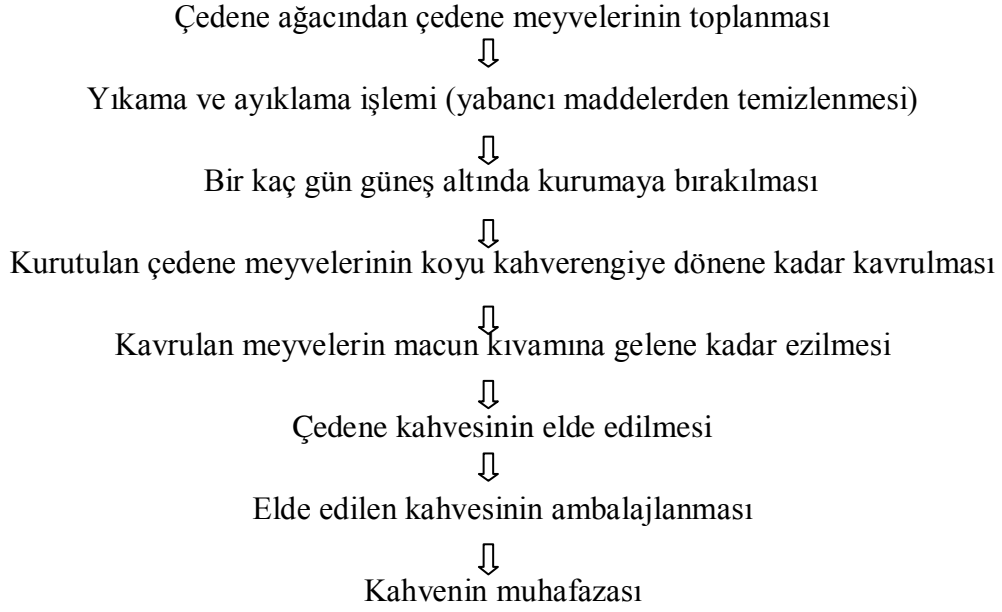 Çedene ağacından çedene meyvelerinin toplanması
Yıkama ve ayıklama işlemi (yabancı maddelerden temizlenmesi)
Bir kaç gün güneş altında kurumaya bırakılması
Kurutulan çedene meyvelerinin koyu kahverengiye dönene kadar kavrulması
Kavrulan meyvelerin macun kıvamına gelene kadar ezilmesi
Çedene kahvesinin elde edilmesi
Elde edilen kahvesinin ambalajlanması
Kahvenin muhafazası